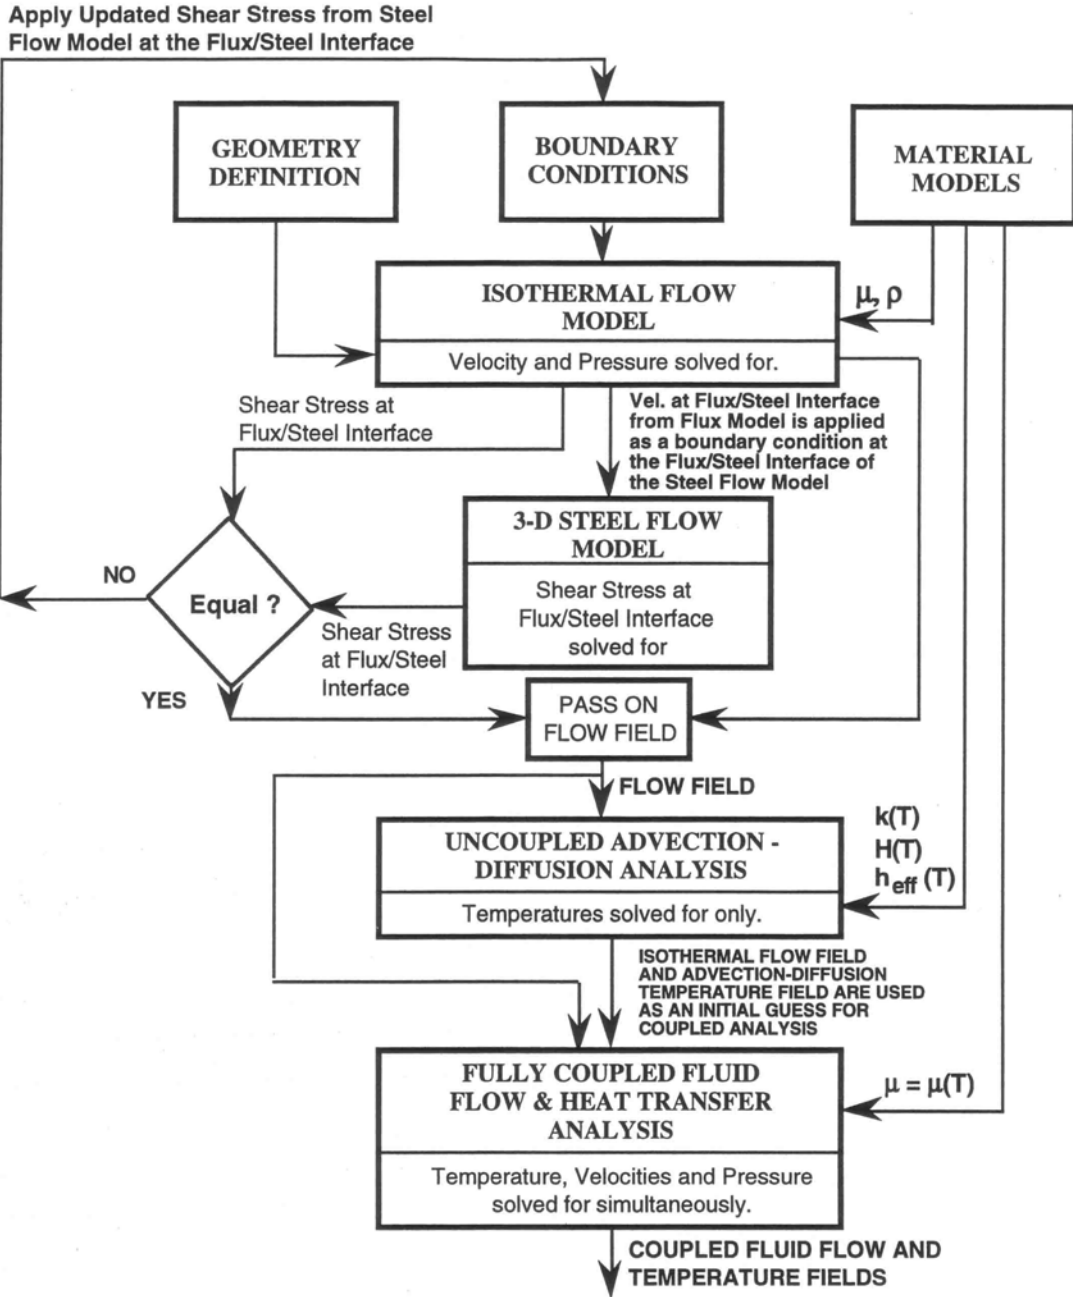 Apply Updated Shear Stress from Steel
Flow Model at the Flux/Steel Interface
GEOMETRY
DEFINITION
BOUNDARY
CONDITIONS
MATERIAL
MODELS
ISOTHERMAL FLOW
MODEL
Velocity and Pressure solved for.
μ, ρ
Shear Stress at
Flux/Steel Interface
Vel. at Flux/Steel Interface
from Flux Model is applied
as a boundary condition at
the Flux/Steel Interface of
the Steel Flow Model
3-D STEEL FLOW
MODEL
Shear Stress at
Flux/Steel Interface
solved for
NO
Equal ?
Shear Stress
at Flux/Steel
Interface
YES
PASS ON
FLOW FIELD
FLOW FIELD
UNCOUPLED ADVECTION -
DIFFUSION ANALYSIS
Temperatures solved for only.
k(T)
H(T)
heff (T)
ISOTHERMAL FLOW FIELD
AND ADVECTION-DIFFUSION
TEMPERATURE FIELD ARE USED
AS AN INITIAL GUESS FOR
COUPLED ANALYSIS
FULLY COUPLED FLUID
FLOW & HEAT TRANSFER
ANALYSIS
Temperature, Velocities and Pressure
solved for simultaneously.
μ = μ(T)
COUPLED FLUID FLOW AND
TEMPERATURE FIELDS